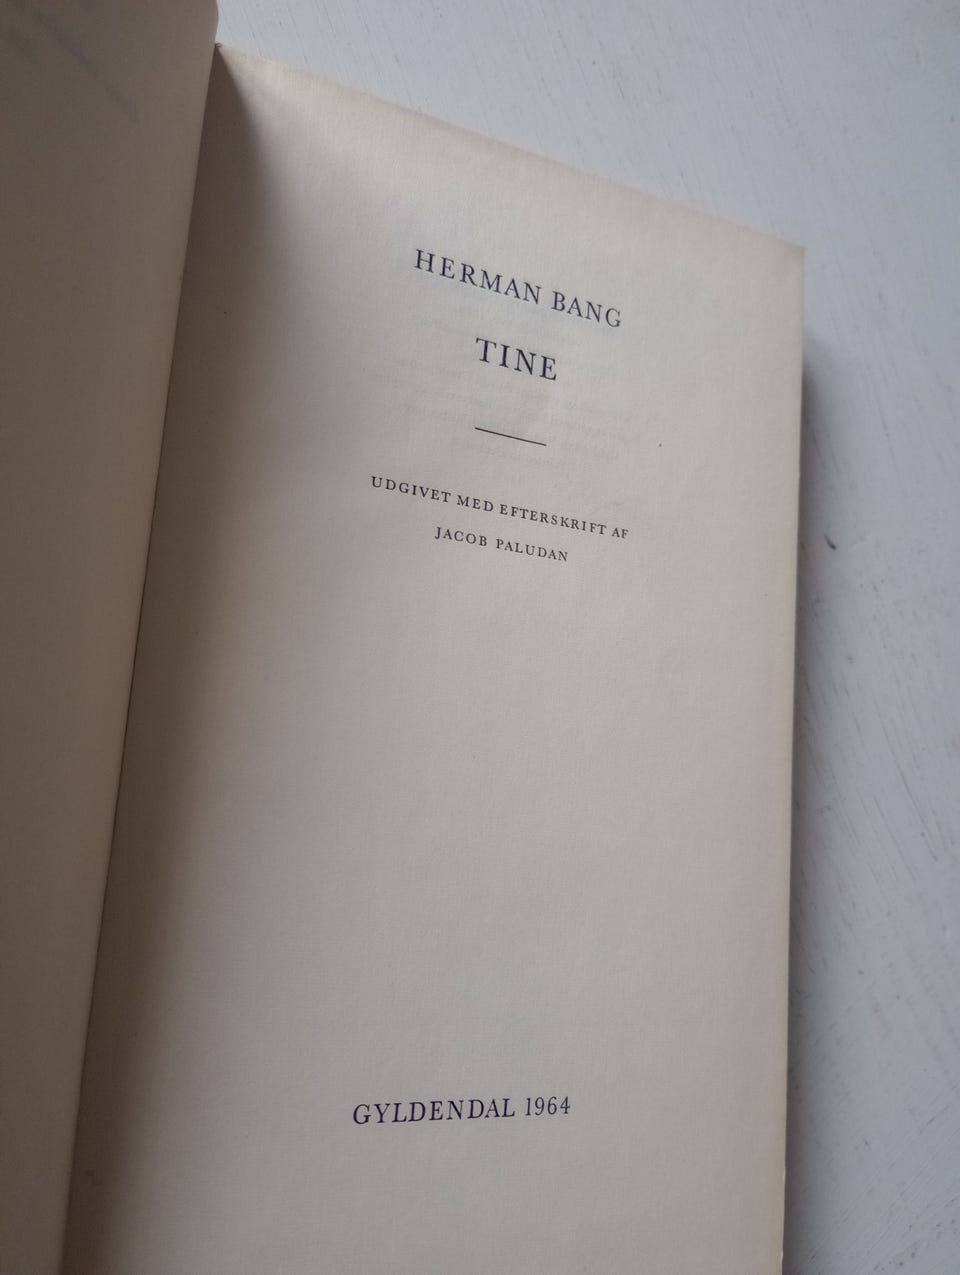 HERMAN BANG
TINE
UDGIVET MED EFTERSKRIFT AF
JACOB PALUDAN
GYLDENDAL 1964